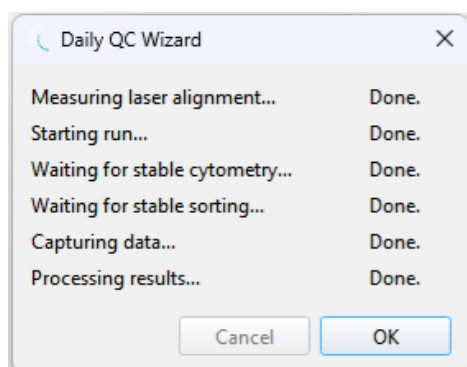 Daily QC Wizard
Measuring laser alignment... Done.
Starting run... Done.
Waiting for stable cytometry... Done.
Waiting for stable sorting... Done.
Capturing data... Done.
Processing results... Done.
Cancel OK